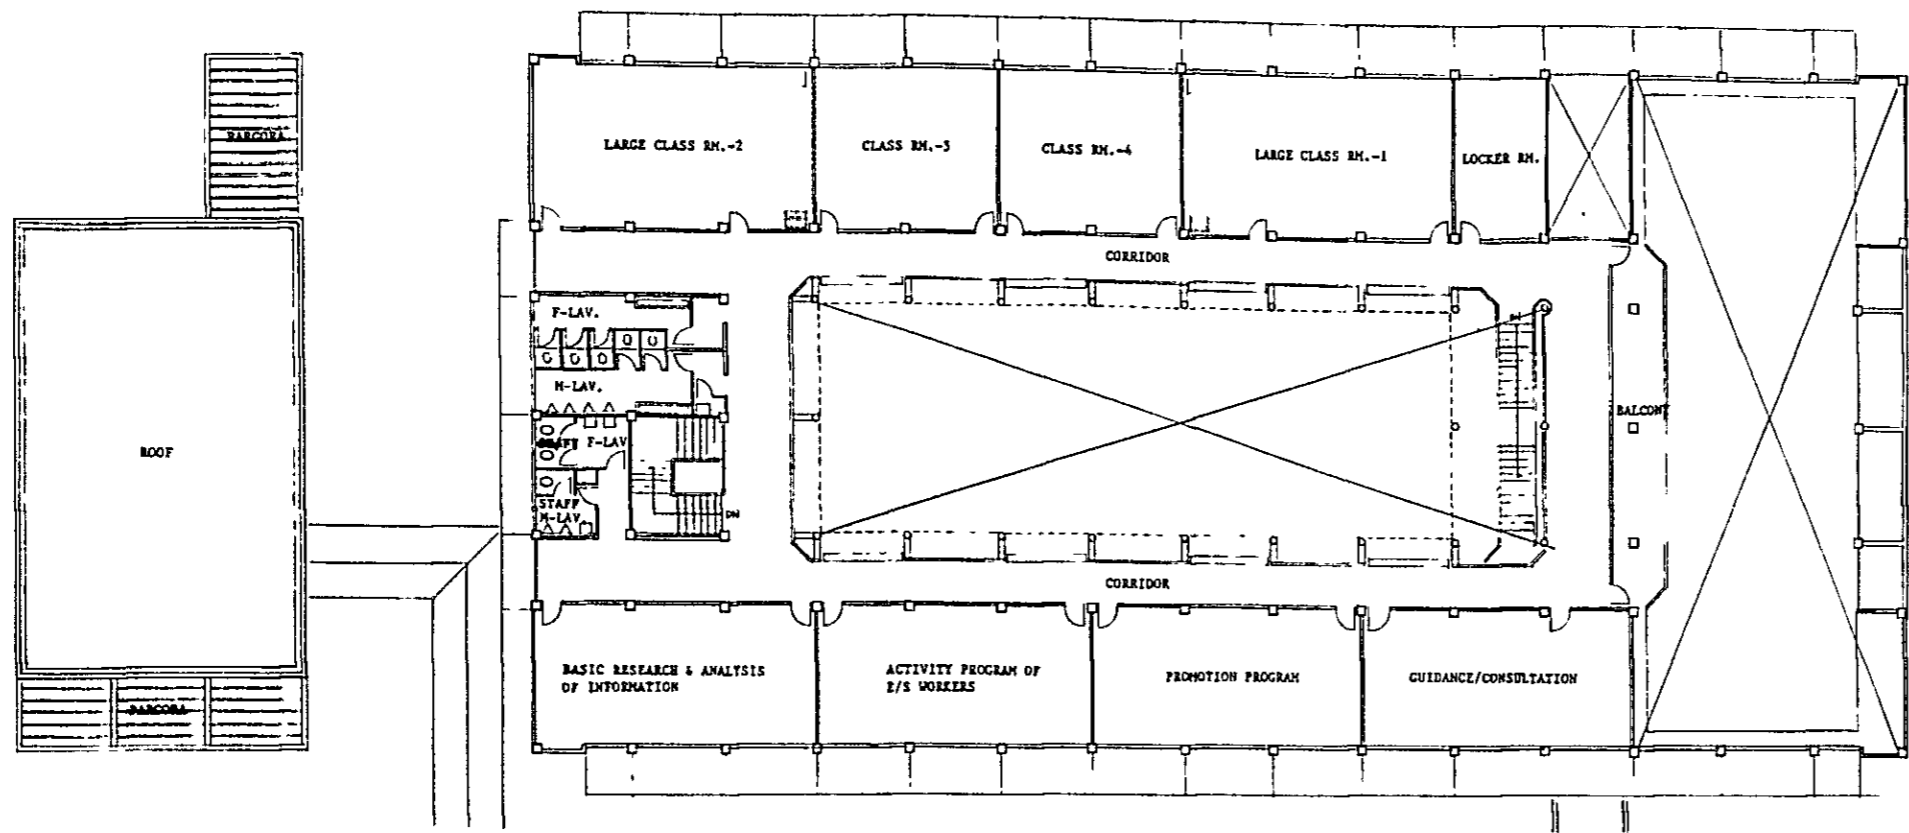 PARCORA
LARGE CLASS RM.-2
CLASS RM.-3
CLASS RM.-4
LARGE CLASS RM.-1
LOCKER RM.
CORRIDOR
F-LAV.
M-LAV.
BALCONY
STAFF F-LAV
ROOF
STAFF
M-LAV.
DN
DN
CORRIDOR
BASIC RESEARCH & ANALYSIS
OF INFORMATION
ACTIVITY PROGRAM OF
E/S WORKERS
PROMOTION PROGRAM
GUIDANCE/CONSULTATION
PARCORA